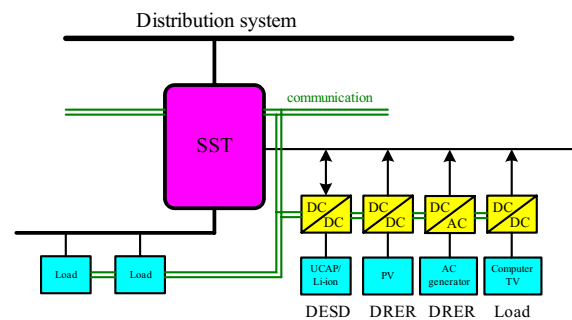 Distribution system
communication
SST
DC
DC
DC
DC
DC
AC
DC
DC
Load
Load
UCAP/
Li-ion
PV
AC
generator
Computer
TV
DESD
DRER
DRER
Load